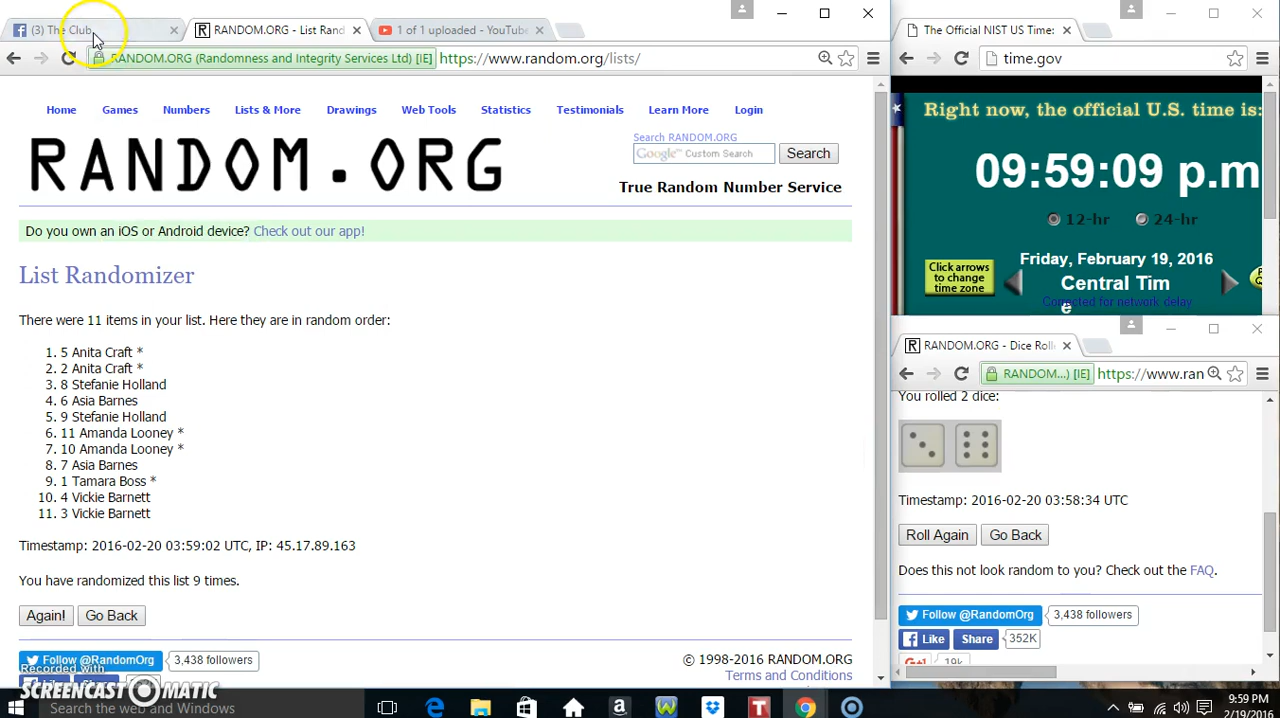 (3) The Club
RANDOM.ORG - List Rand
1 of 1 uploaded - YouTube
RANDOM.ORG (Randomness and Integrity Services Ltd) [IE]
https://www.random.org/lists/
Home Games Numbers Lists & More Drawings Web Tools Statistics Testimonials Learn More Login
RANDOM.ORG
Search RANDOM.ORG
Google™ Custom Search
Search
True Random Number Service
Do you own an iOS or Android device? Check out our app!
List Randomizer
There were 11 items in your list. Here they are in random order:
1. 5 Anita Craft *
2. 2 Anita Craft *
3. 8 Stefanie Holland
4. 6 Asia Barnes
5. 9 Stefanie Holland
6. 11 Amanda Looney *
7. 10 Amanda Looney *
8. 7 Asia Barnes
9. 1 Tamara Boss *
10. 4 Vickie Barnett
11. 3 Vickie Barnett
Timestamp: 2016-02-20 03:59:02 UTC, IP: 45.17.89.163
You have randomized this list 9 times.
Again! Go Back
Follow @RandomOrg 3,438 followers
© 1998-2016 RANDOM.ORG
Terms and Conditions
Recorded with
SCREENCAST-O-MATIC
The Official NIST US Time:
time.gov
Right now, the official U.S. time is:
09:59:09 p.m
12-hr 24-hr
Click arrows
to change
time zone
Friday, February 19, 2016
Central Tim
e
Corrected for network delay
RANDOM.ORG - Dice Roll
RANDOM...) [IE] https://www.ran
You rolled 2 dice:
Timestamp: 2016-02-20 03:58:34 UTC
Roll Again Go Back
Does this not look random to you? Check out the FAQ.
Follow @RandomOrg 3,438 followers
Like Share 352K
G+1 19k
Search the web and Windows
9:59 PM
2/19/2016